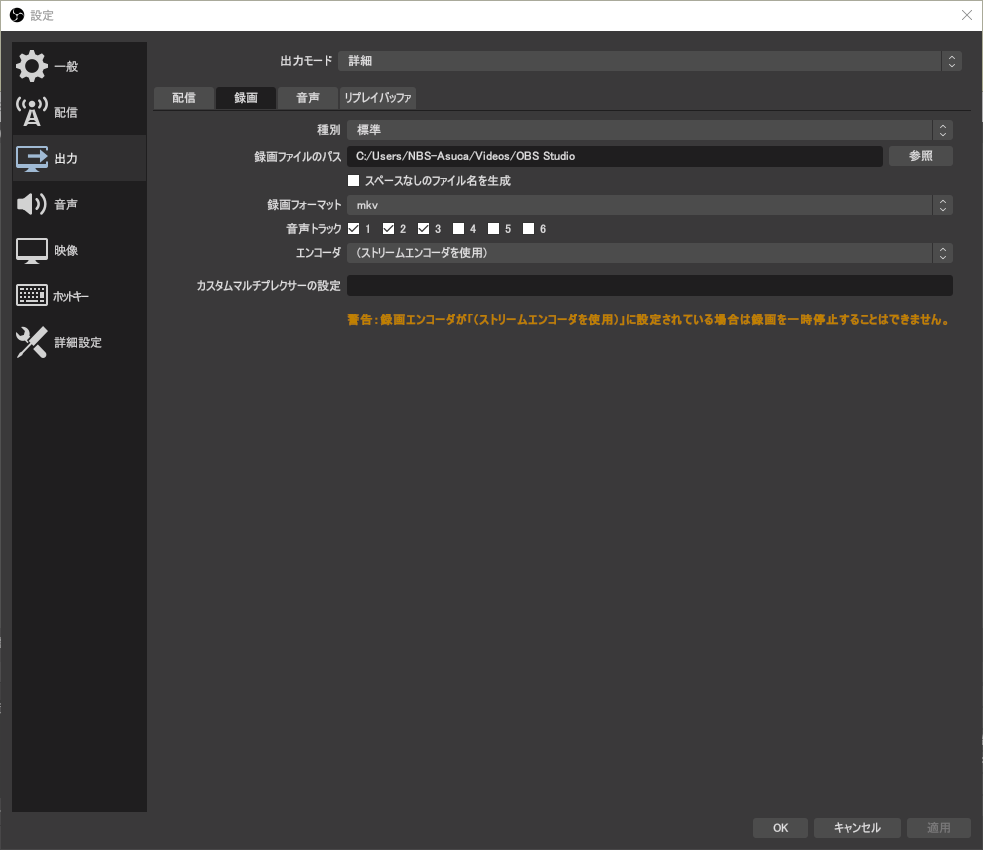 設定
一般
配信
出力
音声
映像
ホットキー
詳細設定
出力モード 詳細
配信 録画 音声 リプレイバッファ
種別 標準
録画ファイルのパス C:/Users/NBS-Asuca/Videos/OBS Studio 参照
スペースなしのファイル名を生成
録画フォーマット mkv
音声トラック 1 2 3 4 5 6
エンコーダ (ストリームエンコーダを使用)
カスタムマルチプレクサーの設定
警告：録画エンコーダが「(ストリームエンコーダを使用)」に設定されている場合は録画を一時停止することはできません。
OK キャンセル 適用